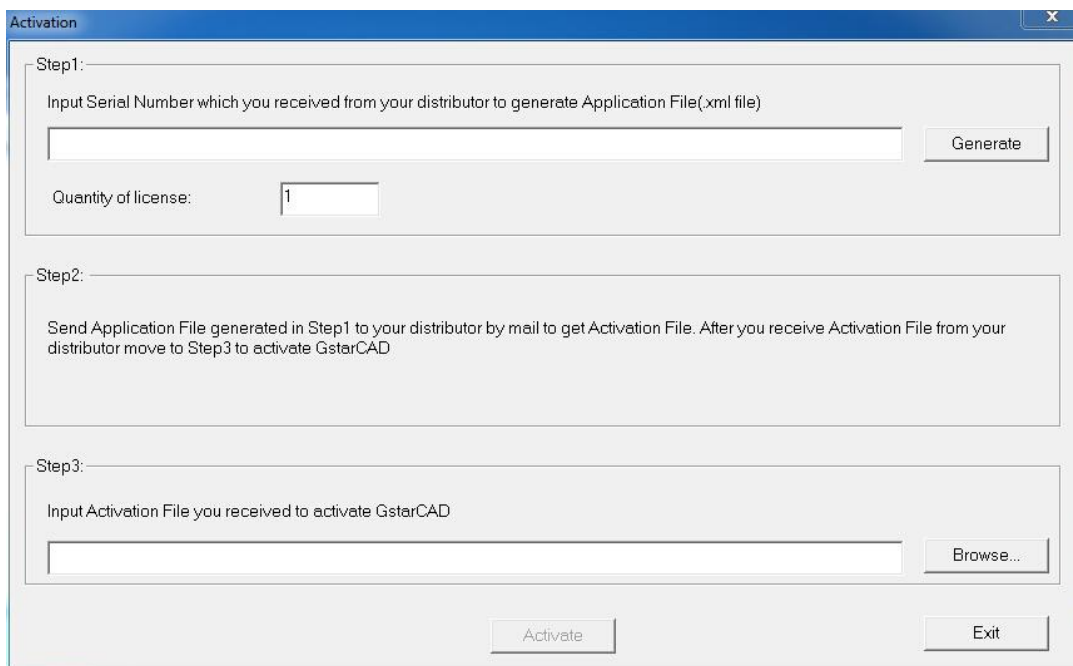 Activation
x
Step1:
Input Serial Number which you received from your distributor to generate Application File(.xml file)
Generate
Quantity of license:
1
Step2:
Send Application File generated in Step1 to your distributor by mail to get Activation File. After you receive Activation File from your
distributor move to Step3 to activate GstarCAD
Step3:
Input Activation File you received to activate GstarCAD
Browse...
Activate
Exit